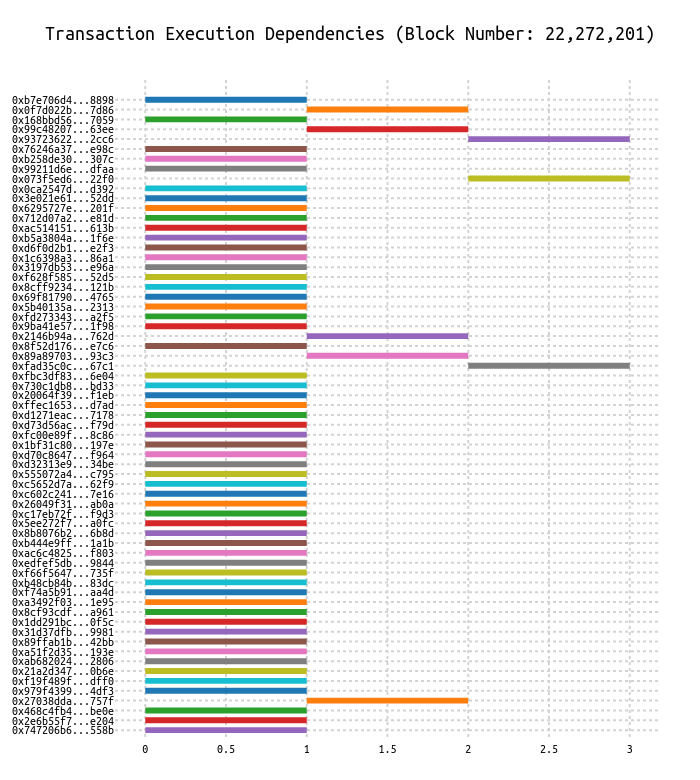 Transaction Execution Dependencies (Block Number: 22,272,201)
0xb7e706d4...8898
0x0f7d022b...7d86
0x168bbd56...7059
0x99c48207...63ee
0x93723622...2cc6
0x76246a37...e98c
0xb258de30...307c
0x99211d6e...dfaa
0x073f5ed6...22f0
0x0ca2547d...d392
0x3e021e61...52dd
0x6295727e...201f
0x712d07a2...e81d
0xac514151...613b
0xb5a3804a...1f6e
0xd6f0d2b1...e2f3
0x1c6398a3...86a1
0x3197db53...e96a
0xf628f585...52d5
0x8cff9234...121b
0x69f81790...4765
0x5b40135a...2313
0xfd273343...a2f5
0x9ba41e57...1f98
0x2146b94a...762d
0x8f52d176...e7c6
0x89a89703...93c3
0xfad35c0c...67c1
0xfbc3df83...6e04
0x730c1db8...bd33
0x20064f39...f1eb
0xffec1653...d7ad
0xd1271eac...7178
0xd73d56ac...f79d
0xfc00e89f...8c86
0x1bf31c80...197e
0xd70c8647...f964
0xd32313e9...34be
0x555072a4...c795
0xc5652d7a...62f9
0xc602c241...7e16
0x26049f31...ab0a
0xc17eb72f...f9d3
0x5ee272f7...a0fc
0x8b8076b2...6b8d
0xb444e9ff...1a1b
0xac6c4825...f803
0xedfef5db...9844
0xf66f5647...735f
0xb48cb84b...83dc
0xf74a5b91...aa4d
0xa3492f03...1e95
0x8cf93cdf...a961
0x1dd291bc...0f5c
0x31d37dfb...9981
0x89ffab1b...42bb
0xa51f2d35...193e
0xab682024...2806
0x21a2d347...0b6e
0xf19f489f...dff0
0x979f4399...4df3
0x27038dda...757f
0x468c4fb4...be0e
0x2e6b55f7...e204
0x747206b6...558b
0 0.5 1 1.5 2 2.5 3